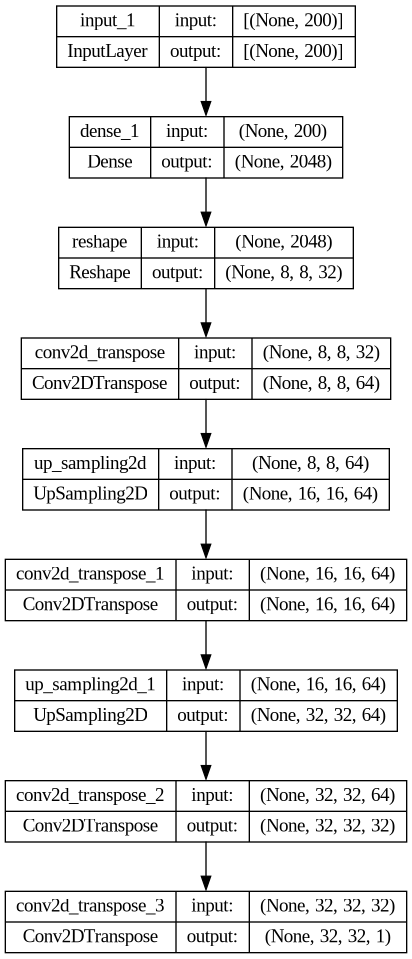 input_1 input: [(None, 200)]
InputLayer output: [(None, 200)]
dense_1 input: (None, 200)
Dense output: (None, 2048)
reshape input: (None, 2048)
Reshape output: (None, 8, 8, 32)
conv2d_transpose input: (None, 8, 8, 32)
Conv2DTranspose output: (None, 8, 8, 64)
up_sampling2d input: (None, 8, 8, 64)
UpSampling2D output: (None, 16, 16, 64)
conv2d_transpose_1 input: (None, 16, 16, 64)
Conv2DTranspose output: (None, 16, 16, 64)
up_sampling2d_1 input: (None, 16, 16, 64)
UpSampling2D output: (None, 32, 32, 64)
conv2d_transpose_2 input: (None, 32, 32, 64)
Conv2DTranspose output: (None, 32, 32, 32)
conv2d_transpose_3 input: (None, 32, 32, 32)
Conv2DTranspose output: (None, 32, 32, 1)